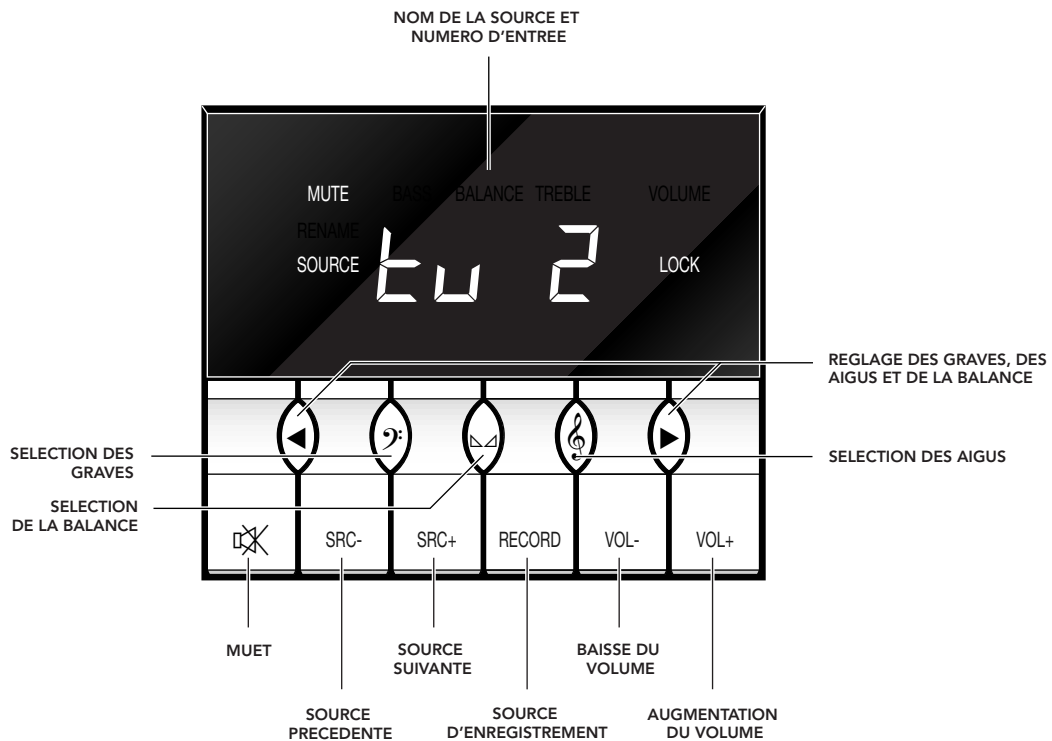 NOM DE LA SOURCE ET
NUMERO D'ENTREE
MUTE BASS BALANCE TREBLE VOLUME
RENAME
SOURCE tu 2 LOCK
REGLAGE DES GRAVES, DES
AIGUS ET DE LA BALANCE
SELECTION DES
GRAVES
SELECTION DES AIGUS
SELECTION
DE LA BALANCE
SRC- SRC+ RECORD VOL- VOL+
MUET
SOURCE
SUIVANTE
BAISSE DU
VOLUME
SOURCE
PRECEDENTE
SOURCE
D'ENREGISTREMENT
AUGMENTATION
DU VOLUME